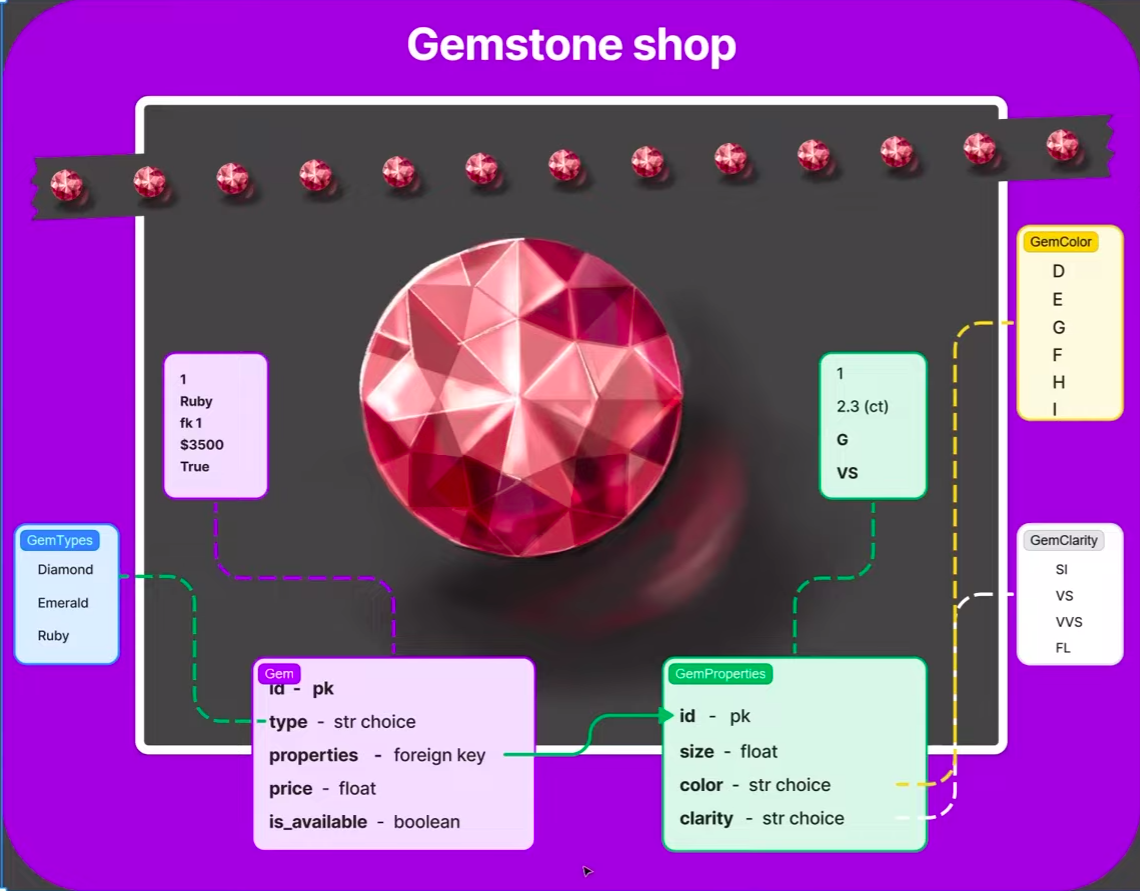 Gemstone shop
GemColor
D
E
G
F
H
I
1
Ruby
fk 1
$3500
True
1
2.3 (ct)
G
VS
GemTypes
Diamond
Emerald
Ruby
GemClarity
SI
VS
VVS
FL
Gem
id - pk
type - str choice
properties - foreign key
price - float
is_available - boolean
GemProperties
id - pk
size - float
color - str choice
clarity - str choice